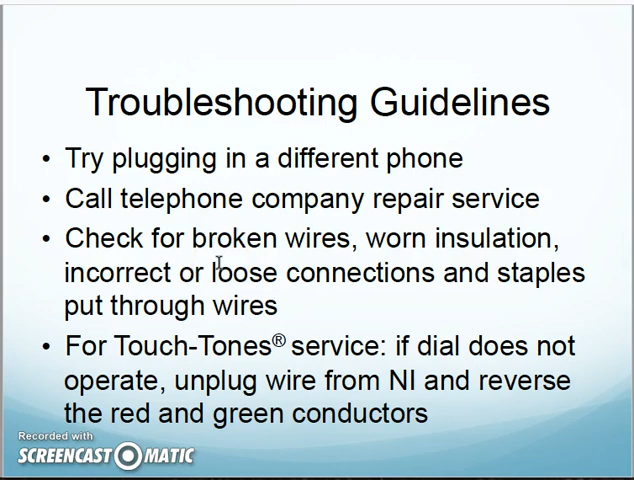 Troubleshooting Guidelines
• Try plugging in a different phone
• Call telephone company repair service
• Check for broken wires, worn insulation,
incorrect or loose connections and staples
put through wires
• For Touch-Tones® service: if dial does not
operate, unplug wire from NI and reverse
the red and green conductors
Recorded with
SCREENCAST-O-MATIC